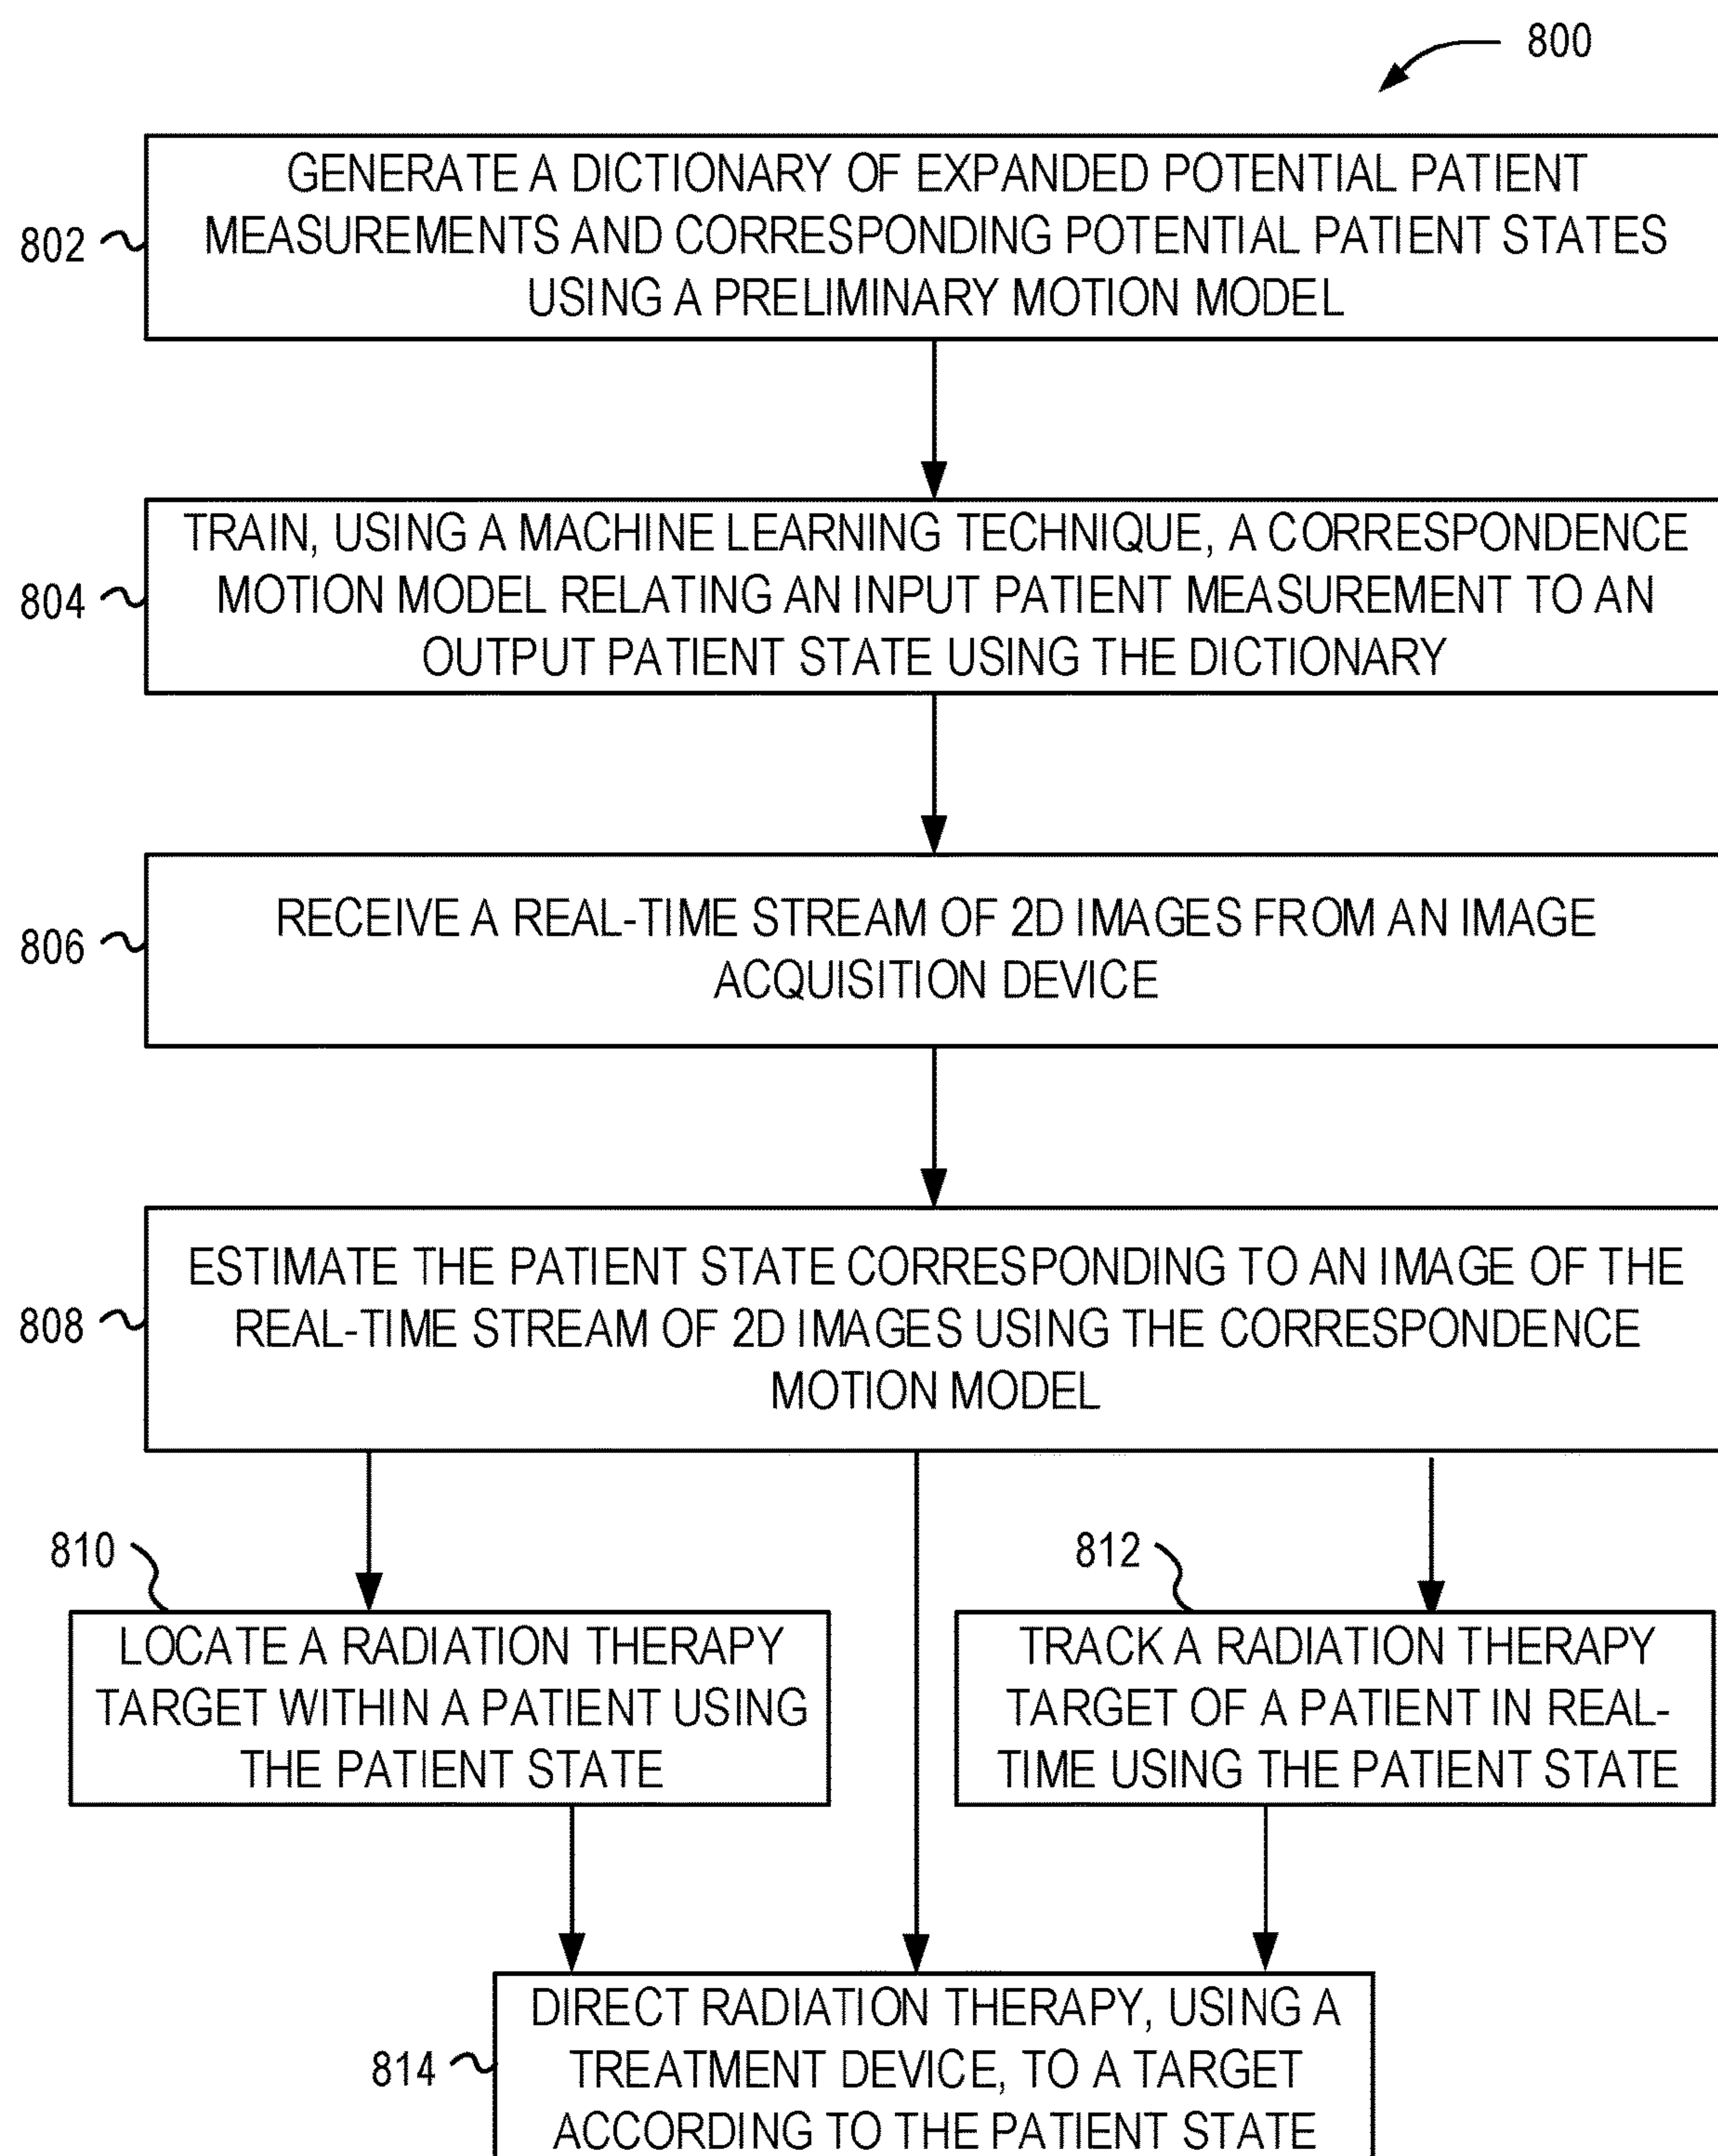 800
GENERATE A DICTIONARY OF EXPANDED POTENTIAL PATIENT
MEASUREMENTS AND CORRESPONDING POTENTIAL PATIENT STATES
USING A PRELIMINARY MOTION MODEL
802
TRAIN, USING A MACHINE LEARNING TECHNIQUE, A CORRESPONDENCE
MOTION MODEL RELATING AN INPUT PATIENT MEASUREMENT TO AN
OUTPUT PATIENT STATE USING THE DICTIONARY
804
RECEIVE A REAL-TIME STREAM OF 2D IMAGES FROM AN IMAGE
ACQUISITION DEVICE
806
ESTIMATE THE PATIENT STATE CORRESPONDING TO AN IMAGE OF THE
REAL-TIME STREAM OF 2D IMAGES USING THE CORRESPONDENCE
MOTION MODEL
808
810
LOCATE A RADIATION THERAPY
TARGET WITHIN A PATIENT USING
THE PATIENT STATE
812
TRACK A RADIATION THERAPY
TARGET OF A PATIENT IN REAL-
TIME USING THE PATIENT STATE
DIRECT RADIATION THERAPY, USING A
TREATMENT DEVICE, TO A TARGET
ACCORDING TO THE PATIENT STATE
814